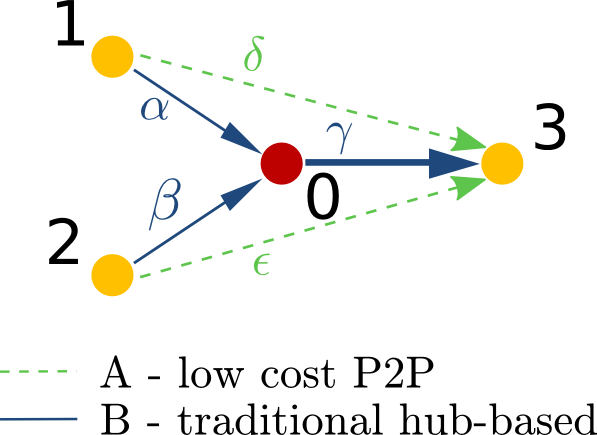 1
δ
α
γ
3
β
0
2
ϵ
A - low cost P2P
B - traditional hub-based